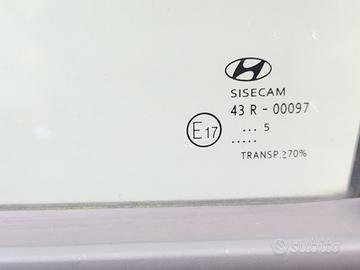 SISECAM
43 R - 00097
E17
... 5
.....
TRANSP.≥70%
subito